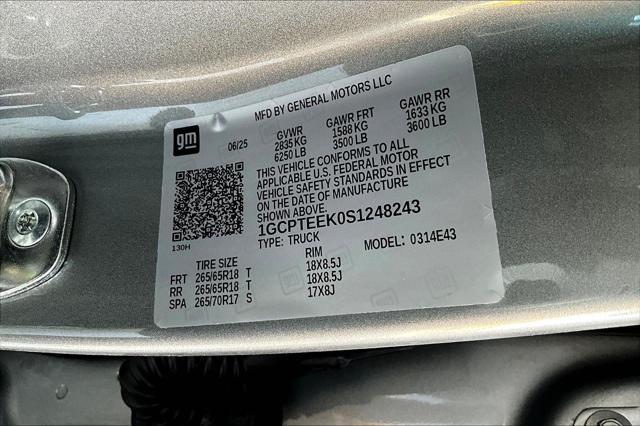 MFD BY GENERAL MOTORS LLC
gm
06/25 GVWR GAWR FRT GAWR RR
2835 KG 1588 KG 1633 KG
6250 LB 3500 LB 3600 LB
THIS VEHICLE CONFORMS TO ALL
APPLICABLE U.S. FEDERAL MOTOR
VEHICLE SAFETY STANDARDS IN EFFECT
ON THE DATE OF MANUFACTURE
SHOWN ABOVE.
1GCPTEEK0S1248243
130H TYPE: TRUCK MODEL: 0314E43
TIRE SIZE RIM
FRT 265/65R18 T 18X8.5J
RR 265/65R18 T 18X8.5J
SPA 265/70R17 S 17X8J